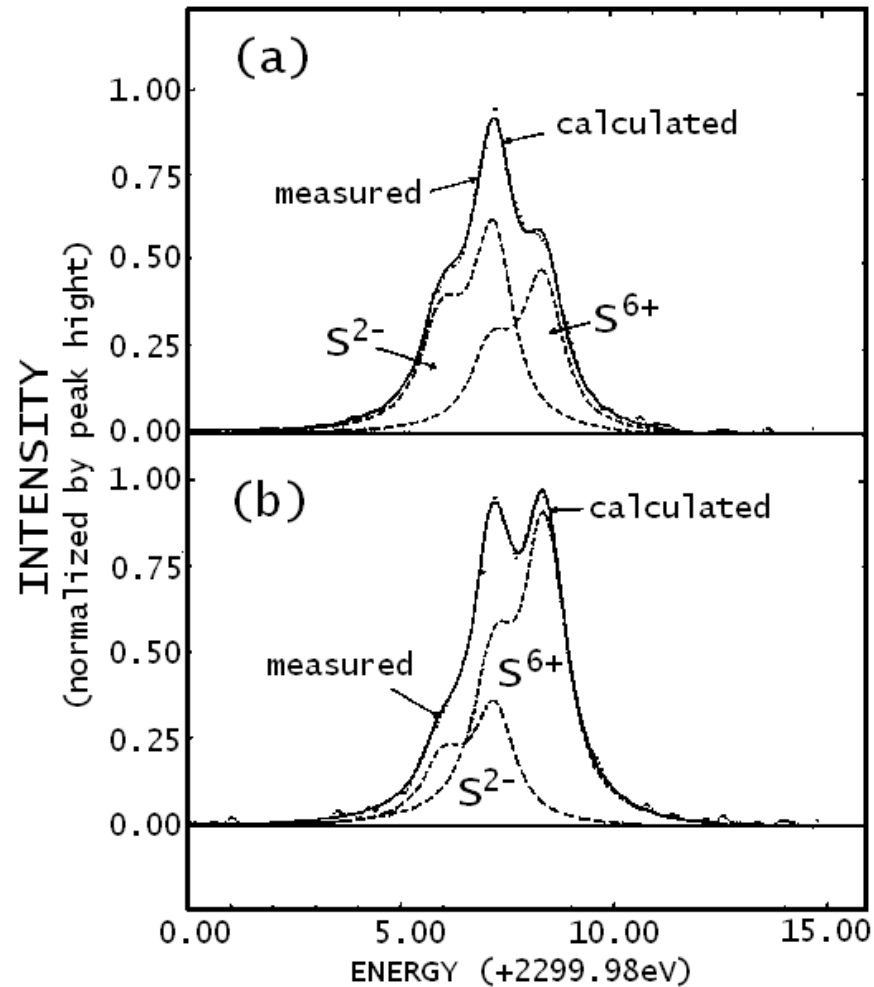 (a)
1.00
calculated
0.75
measured
0.50
S2-
S6+
0.25
0.00
INTENSITY
(normalized by peak hight)
(b)
1.00
calculated
0.75
measured
0.50
S6+
0.25
S2-
0.00
0.00 5.00 10.00 15.00
ENERGY (+2299.98eV)